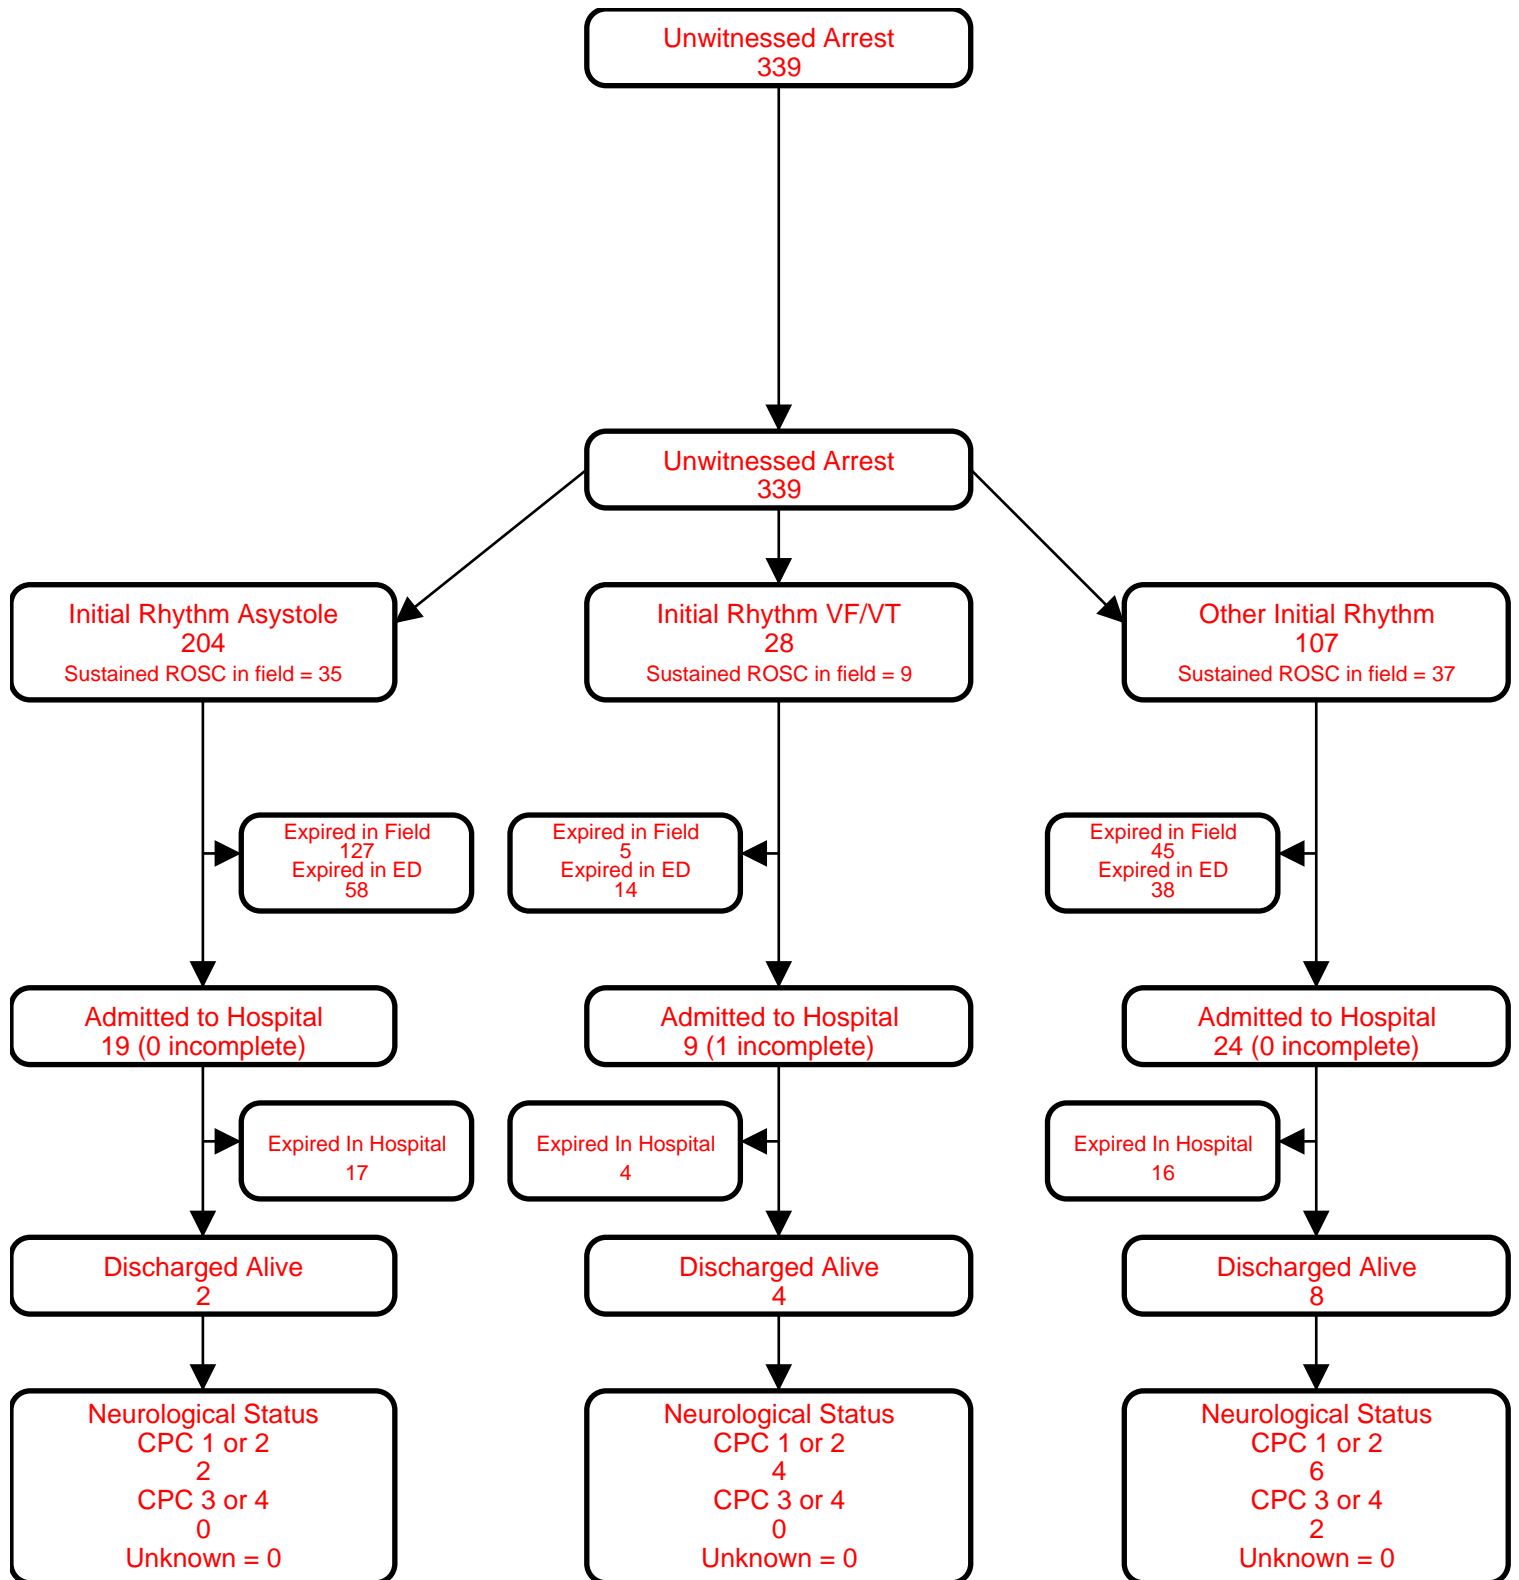 Unwitnessed Arrest
339
Unwitnessed Arrest
339
Initial Rhythm Asystole
204
Sustained ROSC in field = 35
Initial Rhythm VF/VT
28
Sustained ROSC in field = 9
Other Initial Rhythm
107
Sustained ROSC in field = 37
Expired in Field
127
Expired in ED
58
Expired in Field
5
Expired in ED
14
Expired in Field
45
Expired in ED
38
Admitted to Hospital
19 (0 incomplete)
Admitted to Hospital
9 (1 incomplete)
Admitted to Hospital
24 (0 incomplete)
Expired In Hospital
17
Expired In Hospital
4
Expired In Hospital
16
Discharged Alive
2
Discharged Alive
4
Discharged Alive
8
Neurological Status
CPC 1 or 2
2
CPC 3 or 4
0
Unknown = 0
Neurological Status
CPC 1 or 2
4
CPC 3 or 4
0
Unknown = 0
Neurological Status
CPC 1 or 2
6
CPC 3 or 4
2
Unknown = 0